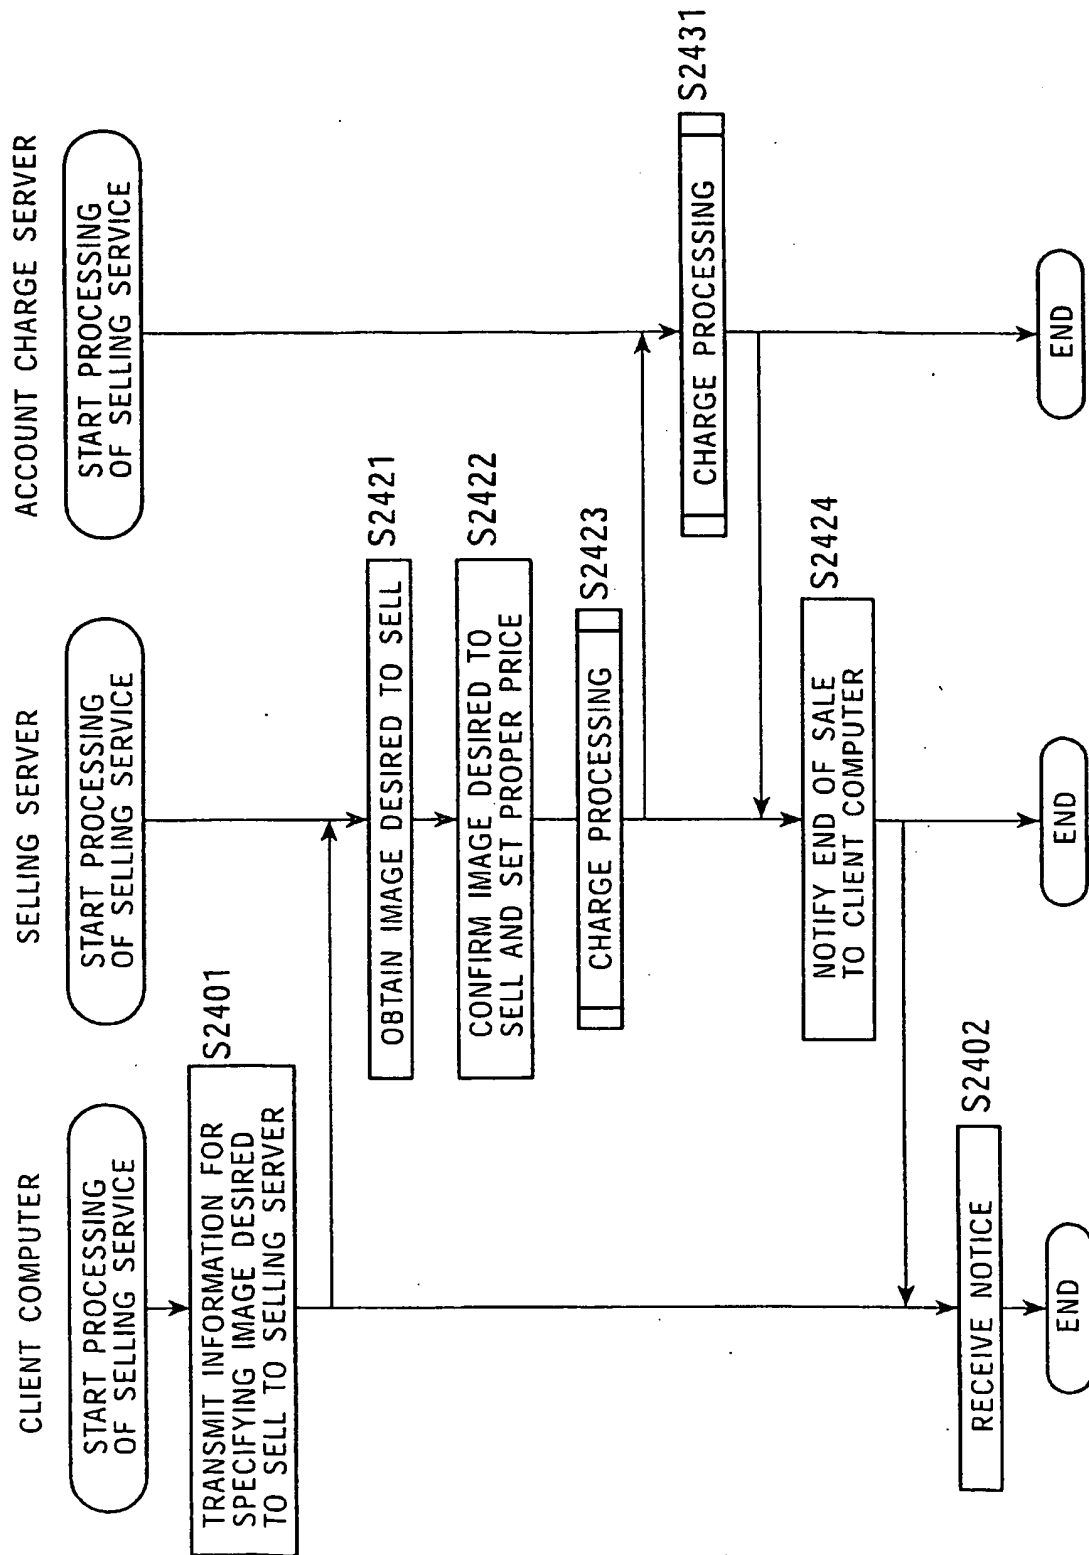 CLIENT COMPUTER
START PROCESSING
OF SELLING SERVICE
S2401
TRANSMIT INFORMATION FOR
SPECIFYING IMAGE DESIRED
TO SELL TO SELLING SERVER
S2402
RECEIVE NOTICE
END
SELLING SERVER
START PROCESSING
OF SELLING SERVICE
S2421
OBTAIN IMAGE DESIRED TO SELL
S2422
CONFIRM IMAGE DESIRED TO
SELL AND SET PROPER PRICE
S2423
CHARGE PROCESSING
S2424
NOTIFY END OF SALE
TO CLIENT COMPUTER
END
ACCOUNT CHARGE SERVER
START PROCESSING
OF SELLING SERVICE
S2431
CHARGE PROCESSING
END